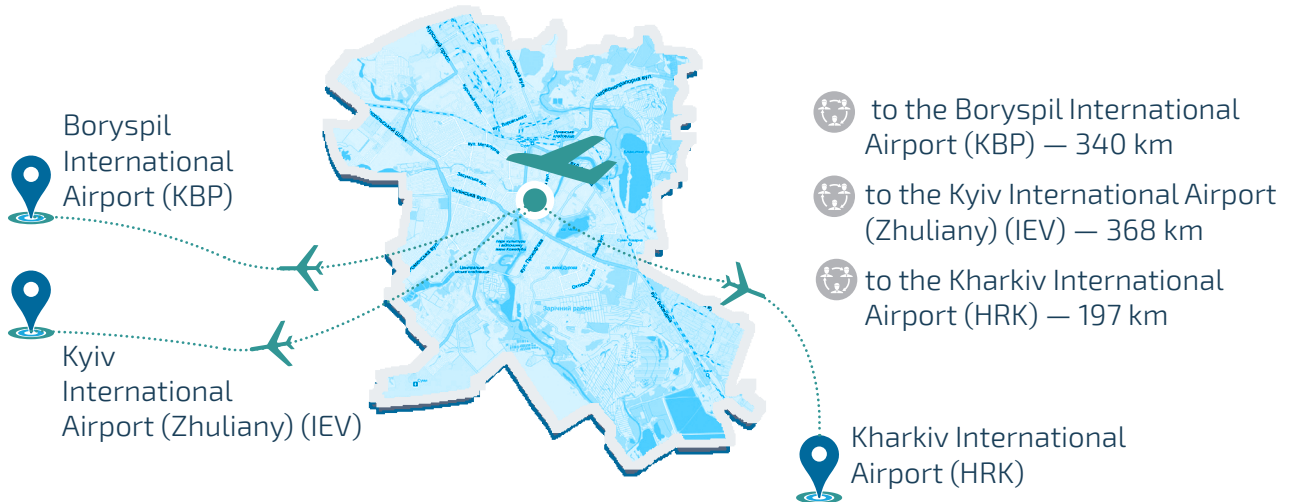 Boryspil
International
Airport (KBP)
Kyiv
International
Airport (Zhuliany) (IEV)
to the Boryspil International
Airport (KBP) — 340 km
to the Kyiv International Airport
(Zhuliany) (IEV) — 368 km
to the Kharkiv International
Airport (HRK) — 197 km
Kharkiv International
Airport (HRK)